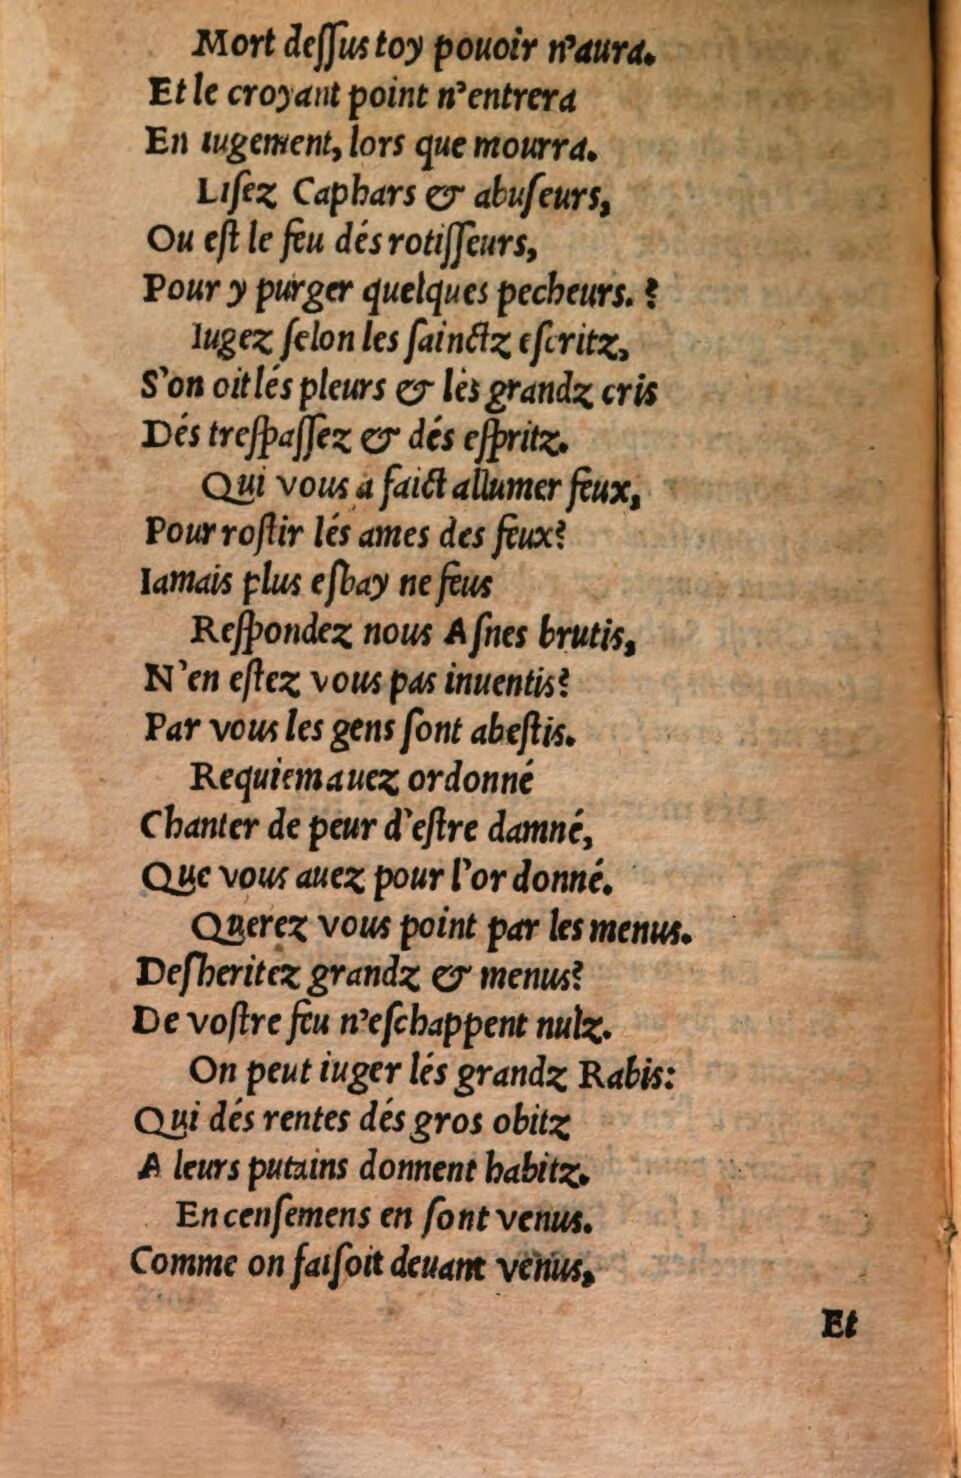 Mort deſſus toy pouoir n'aura.
Et le croyant point n'entrera
En iugement, lors que mourra.
Liſez Caphars & abuſeurs,
Ou eſt le feu dés rotiſſeurs,
Pour y purger quelques pecheurs. ?
Iugez ſelon les ſainctz eſcritz,
S'on oit lés pleurs & lés grandz cris
Dés treſpaſſez & dés eſpritz.
Qui vous a faict allumer feux,
Pour roſtir lés ames des feux?
Iamais plus eſbay ne feus
Reſpondez nous Aſnes brutis,
N'en eſtez vous pas inuentis?
Par vous les gens ſont abeſtis.
Requiem auez ordonné
Chanter de peur d'eſtre damné,
Que vous auez pour l'or donné.
Querez vous point par les menus.
Deſheritez grandz & menus?
De voſtre feu n'eſchappent nulz.
On peut iuger lés grandz Rabis:
Qui dés rentes dés gros obitz
A leurs putains donnent habitz.
Encenſemens en ſont venus.
Comme on faiſoit deuant venus,
Et